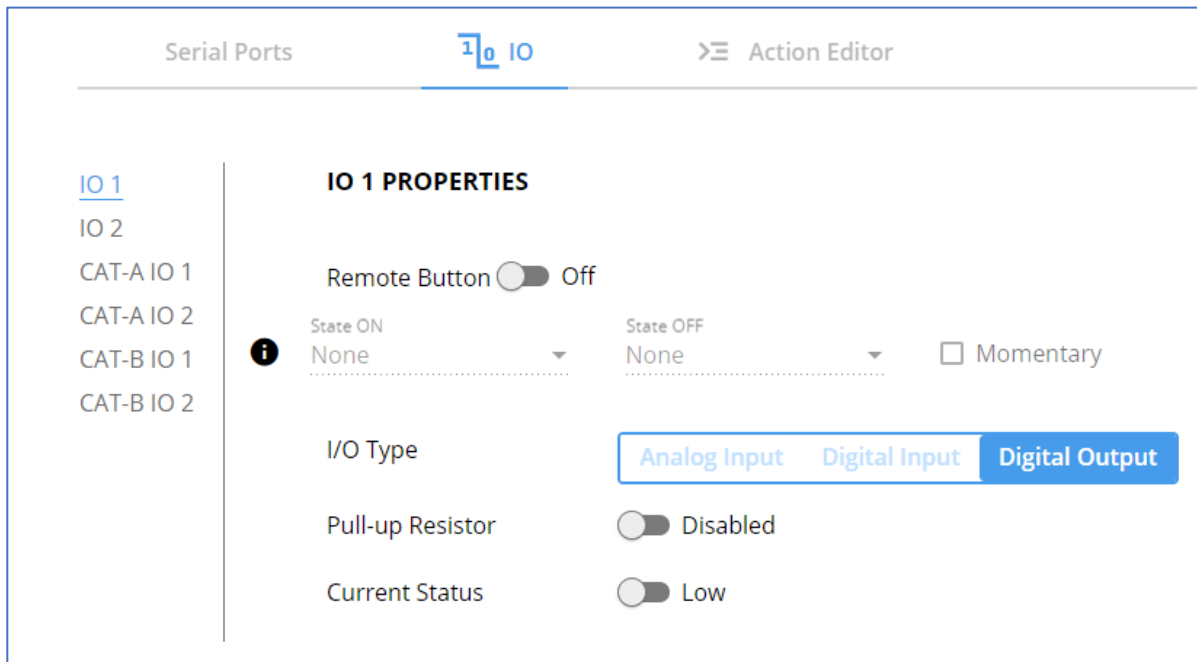 Serial Ports
IO
Action Editor
IO 1
IO 2
CAT-A IO 1
CAT-A IO 2
CAT-B IO 1
CAT-B IO 2
IO 1 PROPERTIES
Remote Button Off
State ON State OFF
None None Momentary
I/O Type Analog Input Digital Input Digital Output
Pull-up Resistor Disabled
Current Status Low